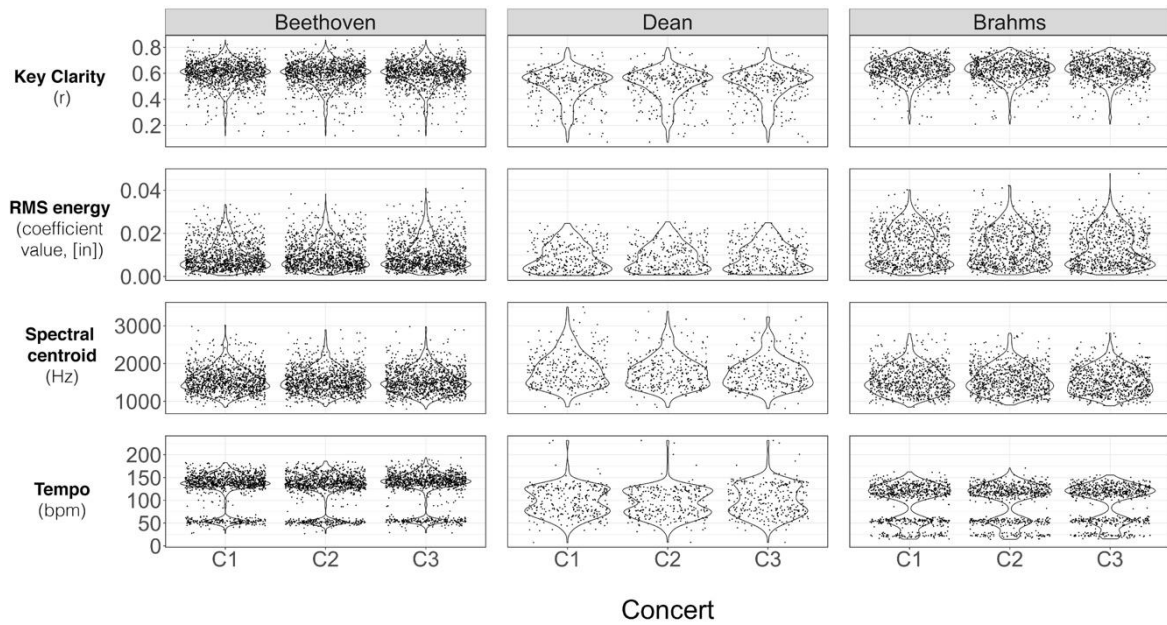 Beethoven Dean Brahms
Key Clarity
(r)
0.8
0.6
0.4
0.2
RMS energy
(coefficient
value, [in])
0.04
0.02
0.00
Spectral
centroid
(Hz)
3000
2000
1000
Tempo
(bpm)
200
150
100
50
0
C1 C2 C3 C1 C2 C3 C1 C2 C3
Concert